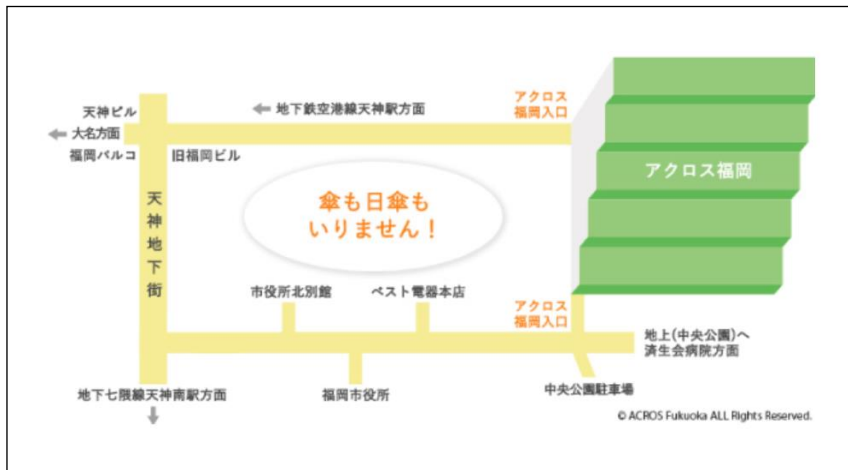 アクロス
福岡入口
← 地下鉄空港線天神駅方面
天神ビル
← 大名方面
福岡パルコ
旧福岡ビル
アクロス福岡
傘も日傘も
いりません！
天神地下街
市役所北別館
ベスト電器本店
アクロス
福岡入口
地上(中央公園)へ
済生会病院方面
地下七隈線天神南駅方面
福岡市役所
中央公園駐車場
© ACROS Fukuoka ALL Rights Reserved.